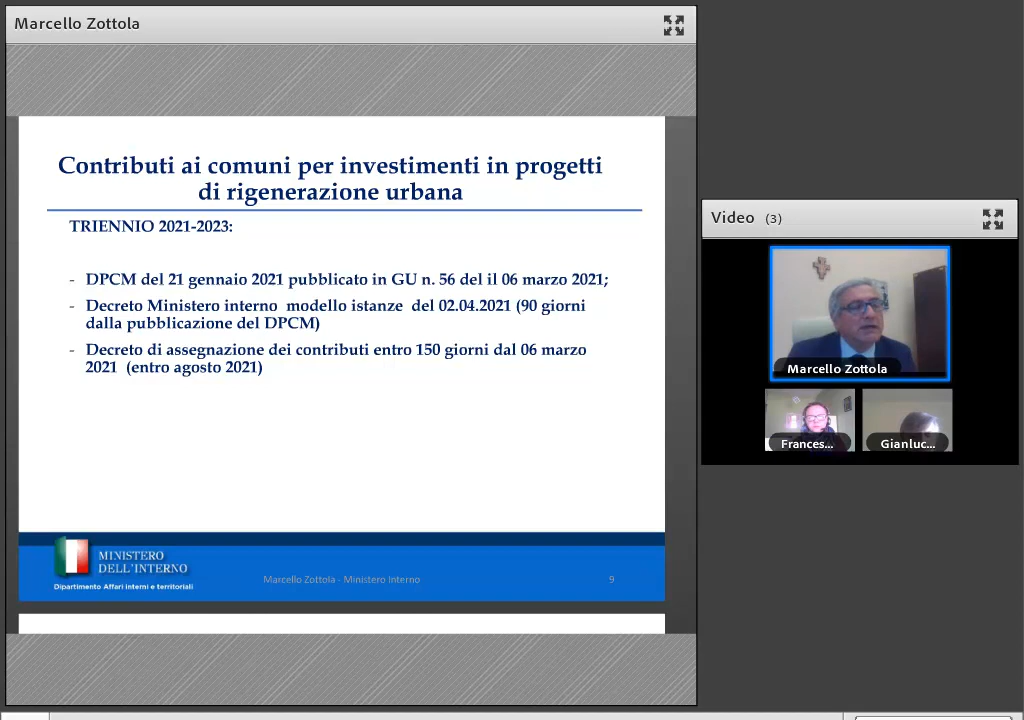 Marcello Zottola
Contributi ai comuni per investimenti in progetti
di rigenerazione urbana
TRIENNIO 2021-2023:
- DPCM del 21 gennaio 2021 pubblicato in GU n. 56 del il 06 marzo 2021;
- Decreto Ministero interno modello istanze del 02.04.2021 (90 giorni
dalla pubblicazione del DPCM)
- Decreto di assegnazione dei contributi entro 150 giorni dal 06 marzo
2021 (entro agosto 2021)
MINISTERO
DELL'INTERNO
Dipartimento Affari interni e territoriali
Marcello Zottola - Ministero Interno
9
Video (3)
Marcello Zottola
Frances...
Gianluc...